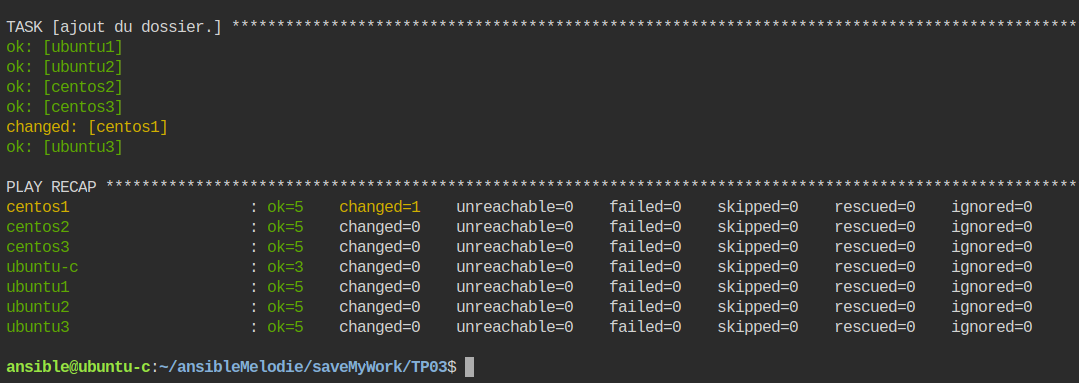 TASK [ajout du dossier.] **********************************************************************************************
ok: [ubuntu1]
ok: [ubuntu2]
ok: [centos2]
ok: [centos3]
changed: [centos1]
ok: [ubuntu3]
PLAY RECAP ************************************************************************************************************
centos1 : ok=5 changed=1 unreachable=0 failed=0 skipped=0 rescued=0 ignored=0
centos2 : ok=5 changed=0 unreachable=0 failed=0 skipped=0 rescued=0 ignored=0
centos3 : ok=5 changed=0 unreachable=0 failed=0 skipped=0 rescued=0 ignored=0
ubuntu-c : ok=3 changed=0 unreachable=0 failed=0 skipped=0 rescued=0 ignored=0
ubuntu1 : ok=5 changed=0 unreachable=0 failed=0 skipped=0 rescued=0 ignored=0
ubuntu2 : ok=5 changed=0 unreachable=0 failed=0 skipped=0 rescued=0 ignored=0
ubuntu3 : ok=5 changed=0 unreachable=0 failed=0 skipped=0 rescued=0 ignored=0
ansible@ubuntu-c:~/ansibleMelodie/saveMyWork/TP03$